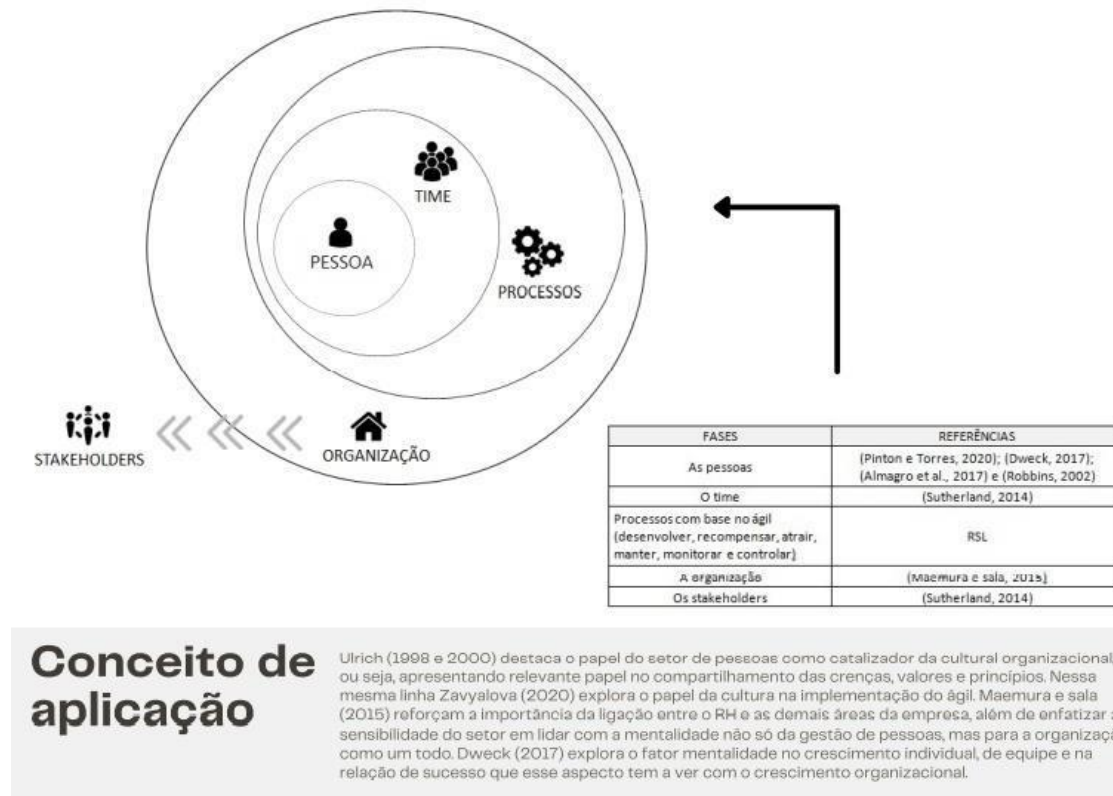 TIME
PESSOA
PROCESSOS
STAKEHOLDERS
ORGANIZAÇÃO
FASES REFERÊNCIAS
As pessoas (Pinton e Torres, 2020); (Dweck, 2017);
(Almagro et al., 2017) e (Robbins, 2002)
O time (Sutherland, 2014)
Processos com base no ágil
(desenvolver, recompensar, atrair, RSL
manter, monitorar e controlar)
A organização (Maemura e sala, 2015)
Os stakeholders (Sutherland, 2014)
Conceito de
aplicação
Ulrich (1998 e 2000) destaca o papel do setor de pessoas como catalizador da cultural organizacional,
ou seja, apresentando relevante papel no compartilhamento das crenças, valores e princípios. Nessa
mesma linha Zavyalova (2020) explora o papel da cultura na implementação do ágil. Maemura e sala
(2015) reforçam a importância da ligação entre o RH e as demais áreas da empresa, além de enfatizar a
sensibilidade do setor em lidar com a mentalidade não só da gestão de pessoas, mas para a organizaçã
como um todo. Dweck (2017) explora o fator mentalidade no crescimento individual, de equipe e na
relação de sucesso que esse aspecto tem a ver com o crescimento organizacional.